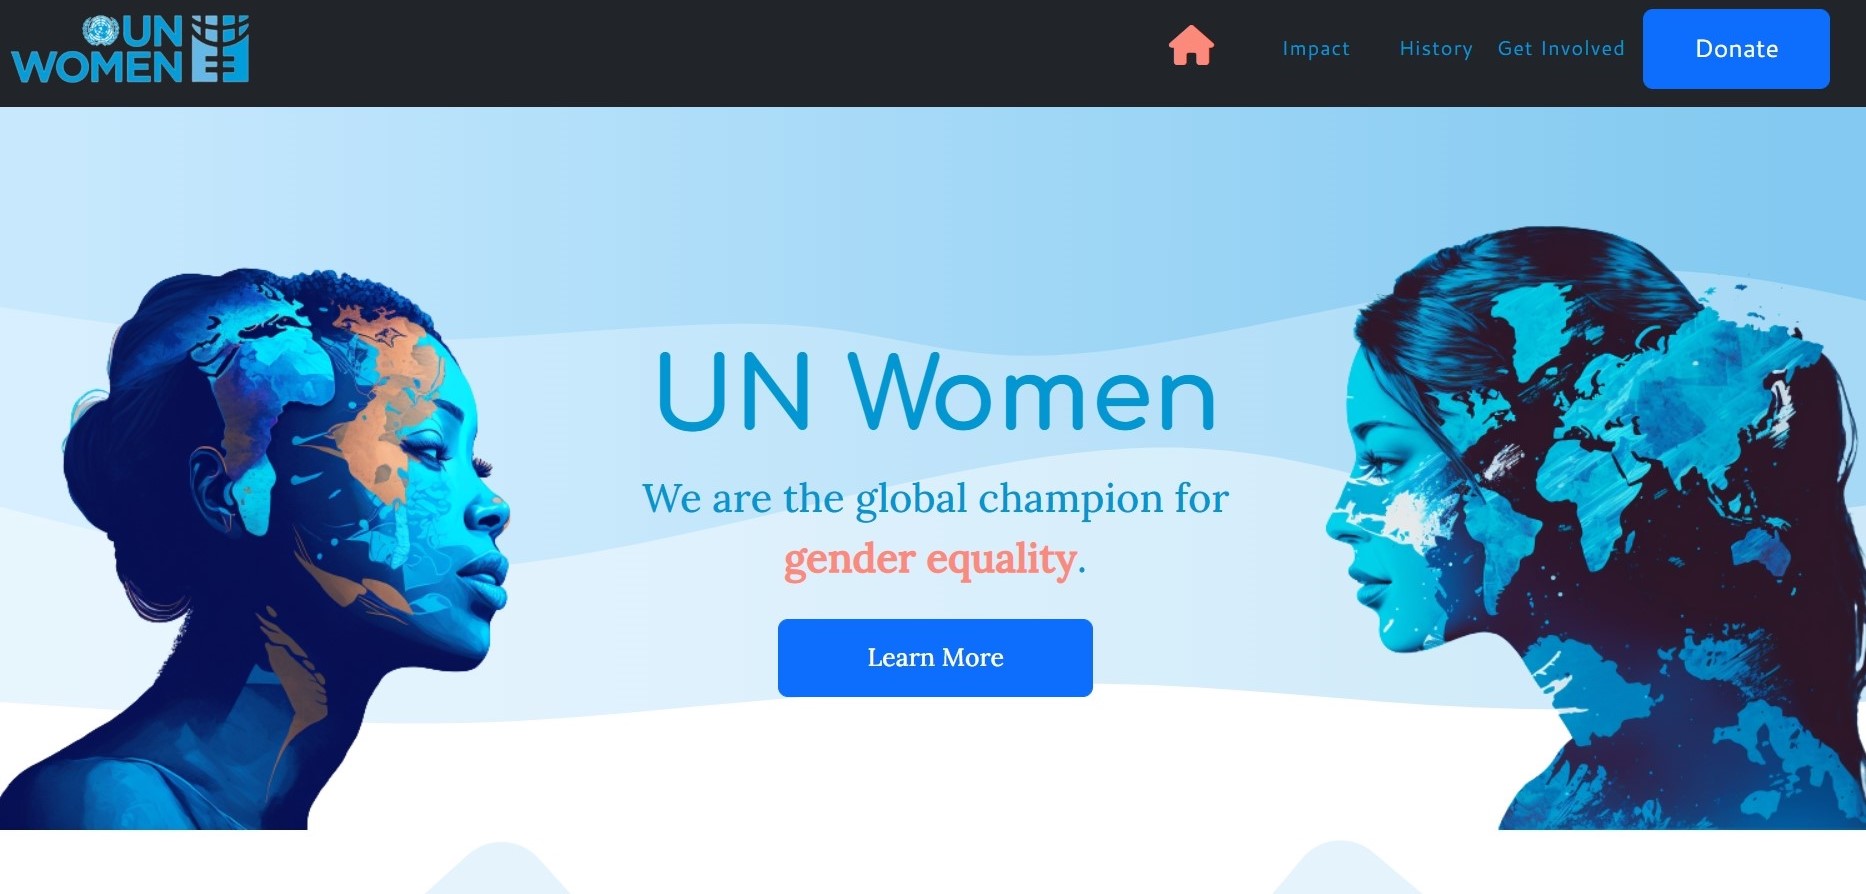 UN
WOMEN
Impact
History
Get Involved
Donate
UN Women
We are the global champion for
gender equality.
Learn More